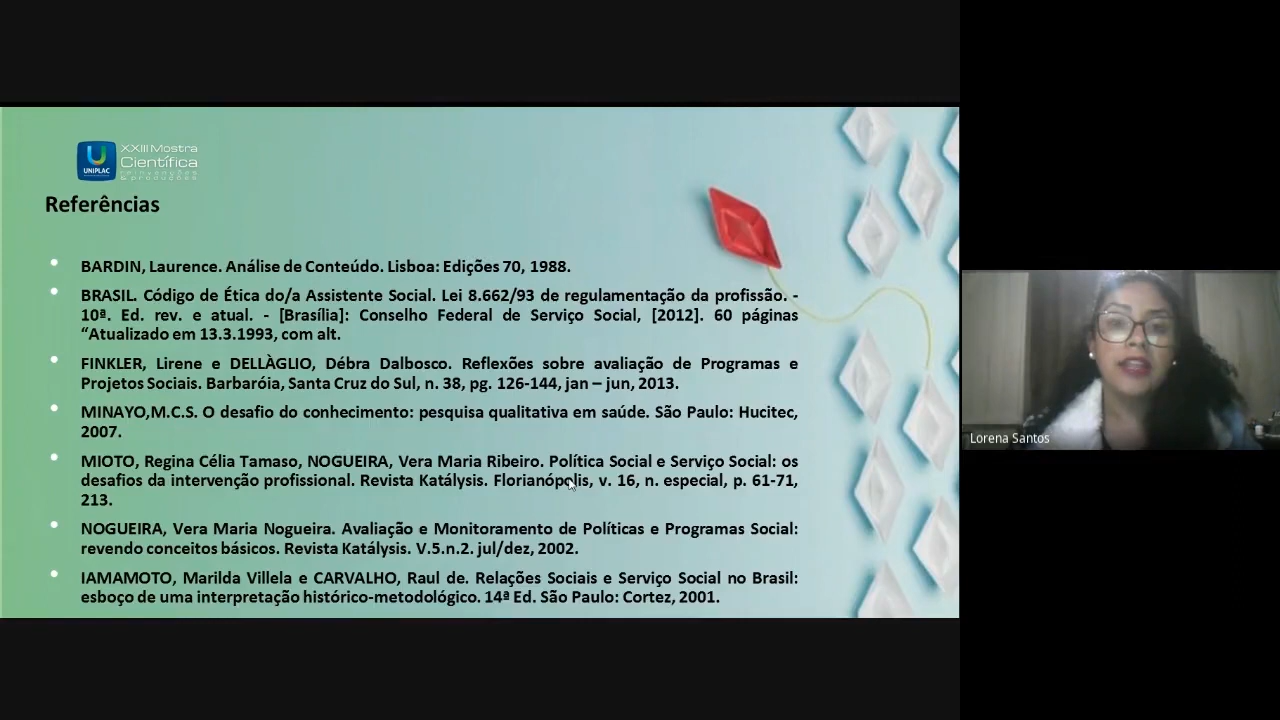 XXIII Mostra
Científica
reinvenções
& produções
UNIPLAC
Referências
BARDIN, Laurence. Análise de Conteúdo. Lisboa: Edições 70, 1988.
BRASIL. Código de Ética do/a Assistente Social. Lei 8.662/93 de regulamentação da profissão. -
10ª. Ed. rev. e atual. - [Brasília]: Conselho Federal de Serviço Social, [2012]. 60 páginas
“Atualizado em 13.3.1993, com alt.
FINKLER, Lirene e DELLÀGLIO, Débra Dalbosco. Reflexões sobre avaliação de Programas e
Projetos Sociais. Barbaróia, Santa Cruz do Sul, n. 38, pg. 126-144, jan – jun, 2013.
MINAYO,M.C.S. O desafio do conhecimento: pesquisa qualitativa em saúde. São Paulo: Hucitec,
2007.
MIOTO, Regina Célia Tamaso, NOGUEIRA, Vera Maria Ribeiro. Política Social e Serviço Social: os
desafios da intervenção profissional. Revista Katálysis. Florianópolis, v. 16, n. especial, p. 61-71,
213.
NOGUEIRA, Vera Maria Nogueira. Avaliação e Monitoramento de Políticas e Programas Social:
revendo conceitos básicos. Revista Katálysis. V.5.n.2. jul/dez, 2002.
IAMAMOTO, Marilda Villela e CARVALHO, Raul de. Relações Sociais e Serviço Social no Brasil:
esboço de uma interpretação histórico-metodológico. 14ª Ed. São Paulo: Cortez, 2001.
Lorena Santos